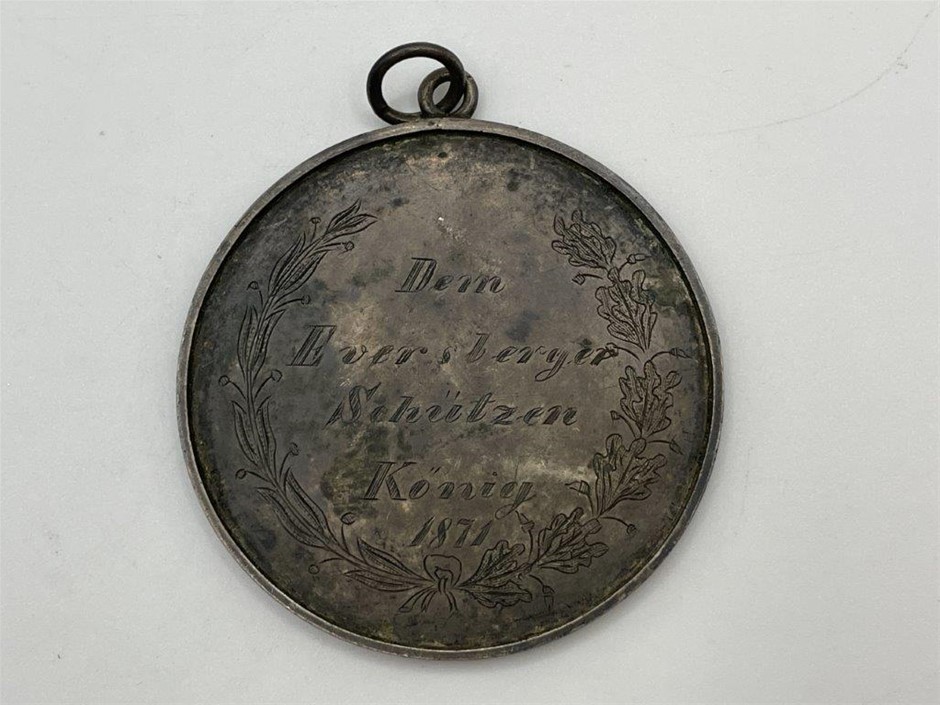 Dem
Eversberger
Schützen
König
1871